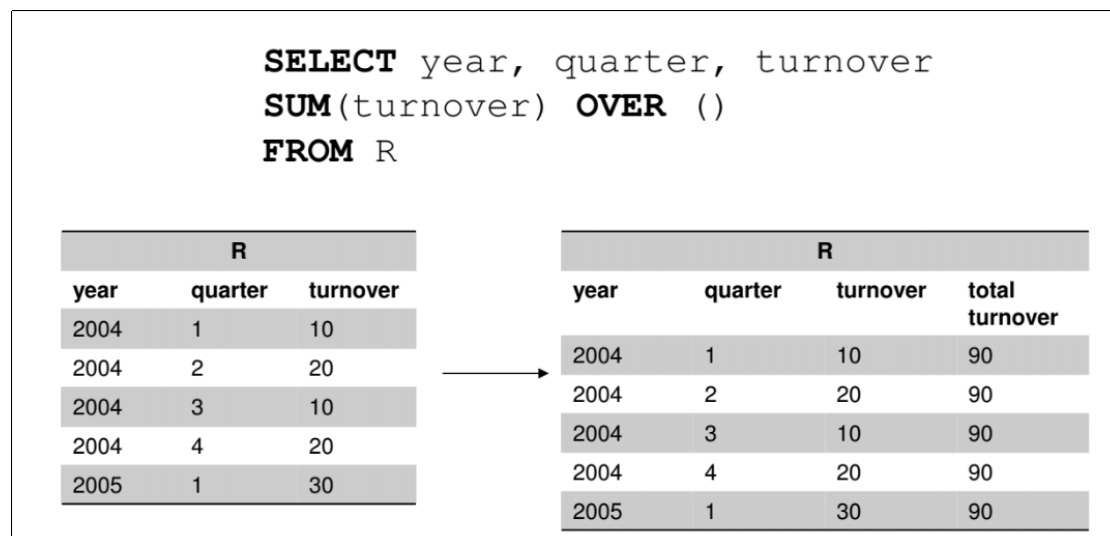 SELECT year, quarter, turnover
SUM(turnover) OVER ()
FROM R
R
year quarter turnover
2004 1 10
2004 2 20
2004 3 10
2004 4 20
2005 1 30
R
year quarter turnover total
turnover
2004 1 10 90
2004 2 20 90
2004 3 10 90
2004 4 20 90
2005 1 30 90